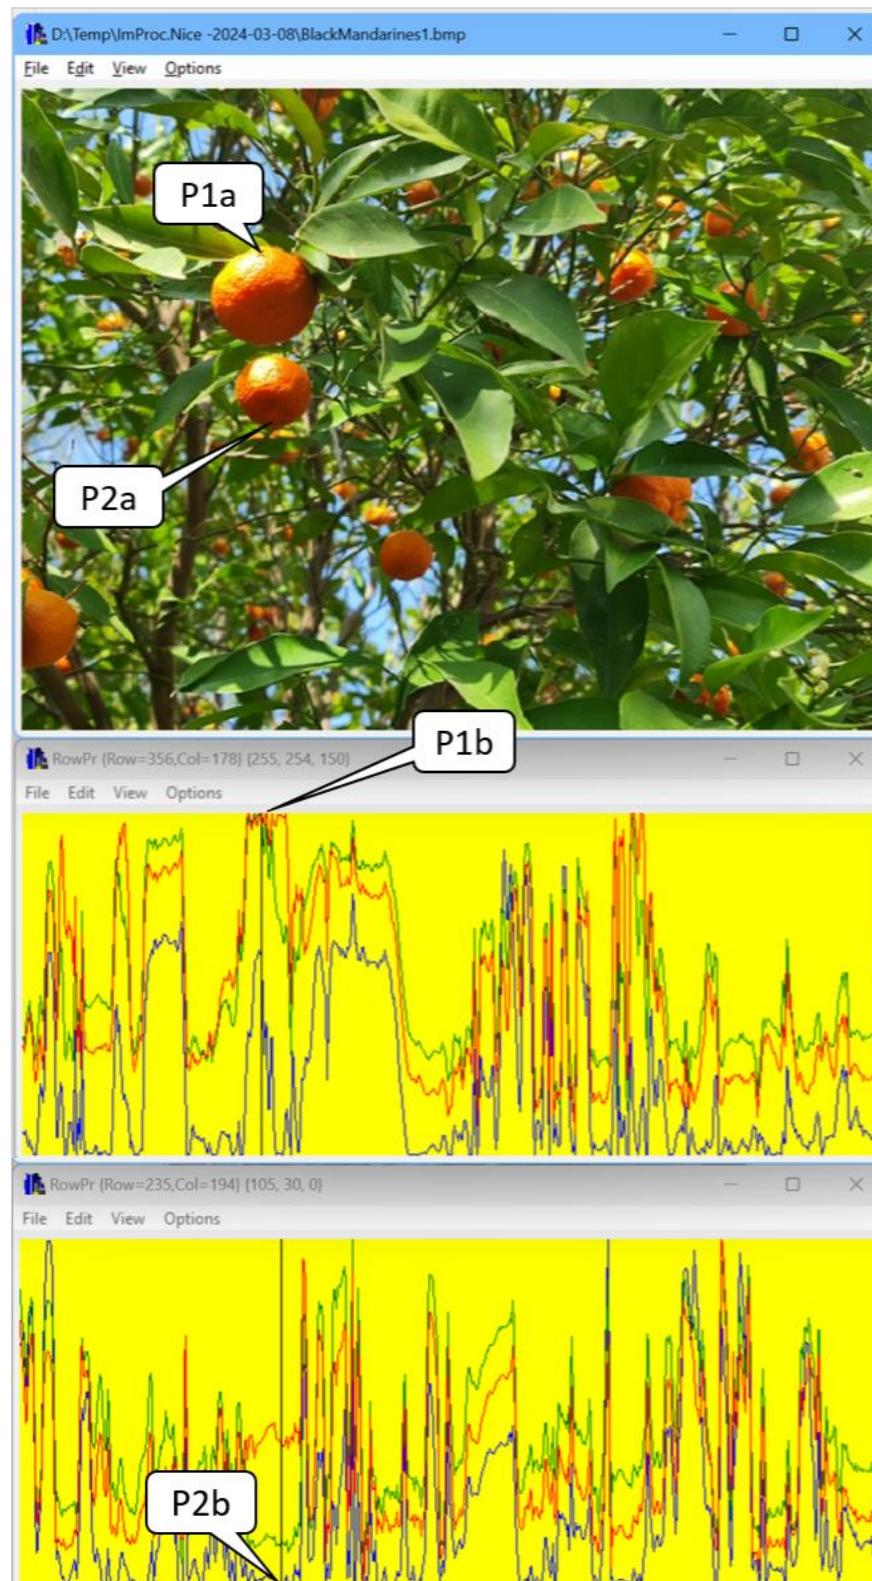 D:\Temp\ImProc.Nice -2024-03-08\BlackMandarines1.bmp
File Edit View Options
P1a
P2a
P1b
RowPr {Row=356,Col=178} {255, 254, 150}
File Edit View Options
RowPr {Row=235,Col=194} {105, 30, 0}
File Edit View Options
P2b